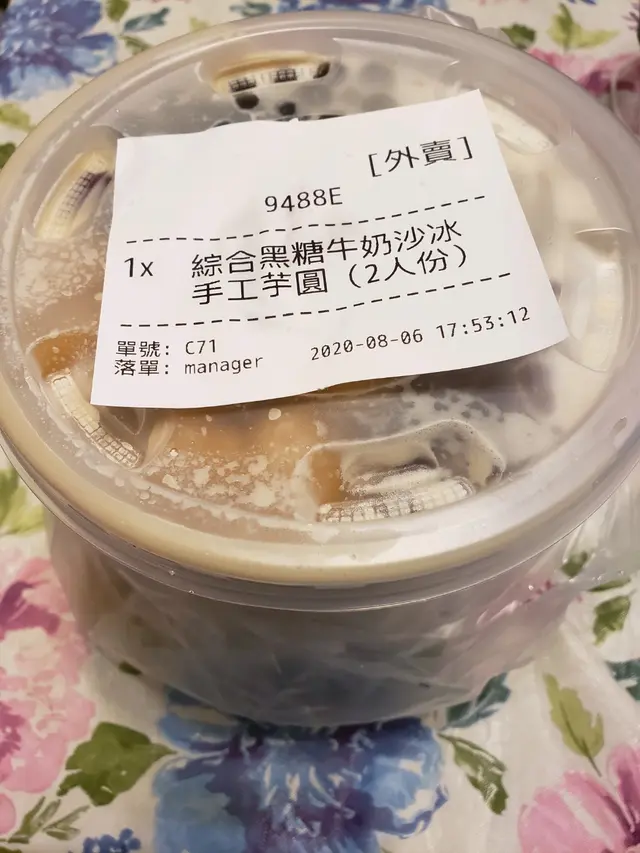 [外賣]
9488E
1x 綜合黑糖牛奶沙冰
手工芋圓（2人份）
單號: C71
落單: manager 2020-08-06 17:53:12